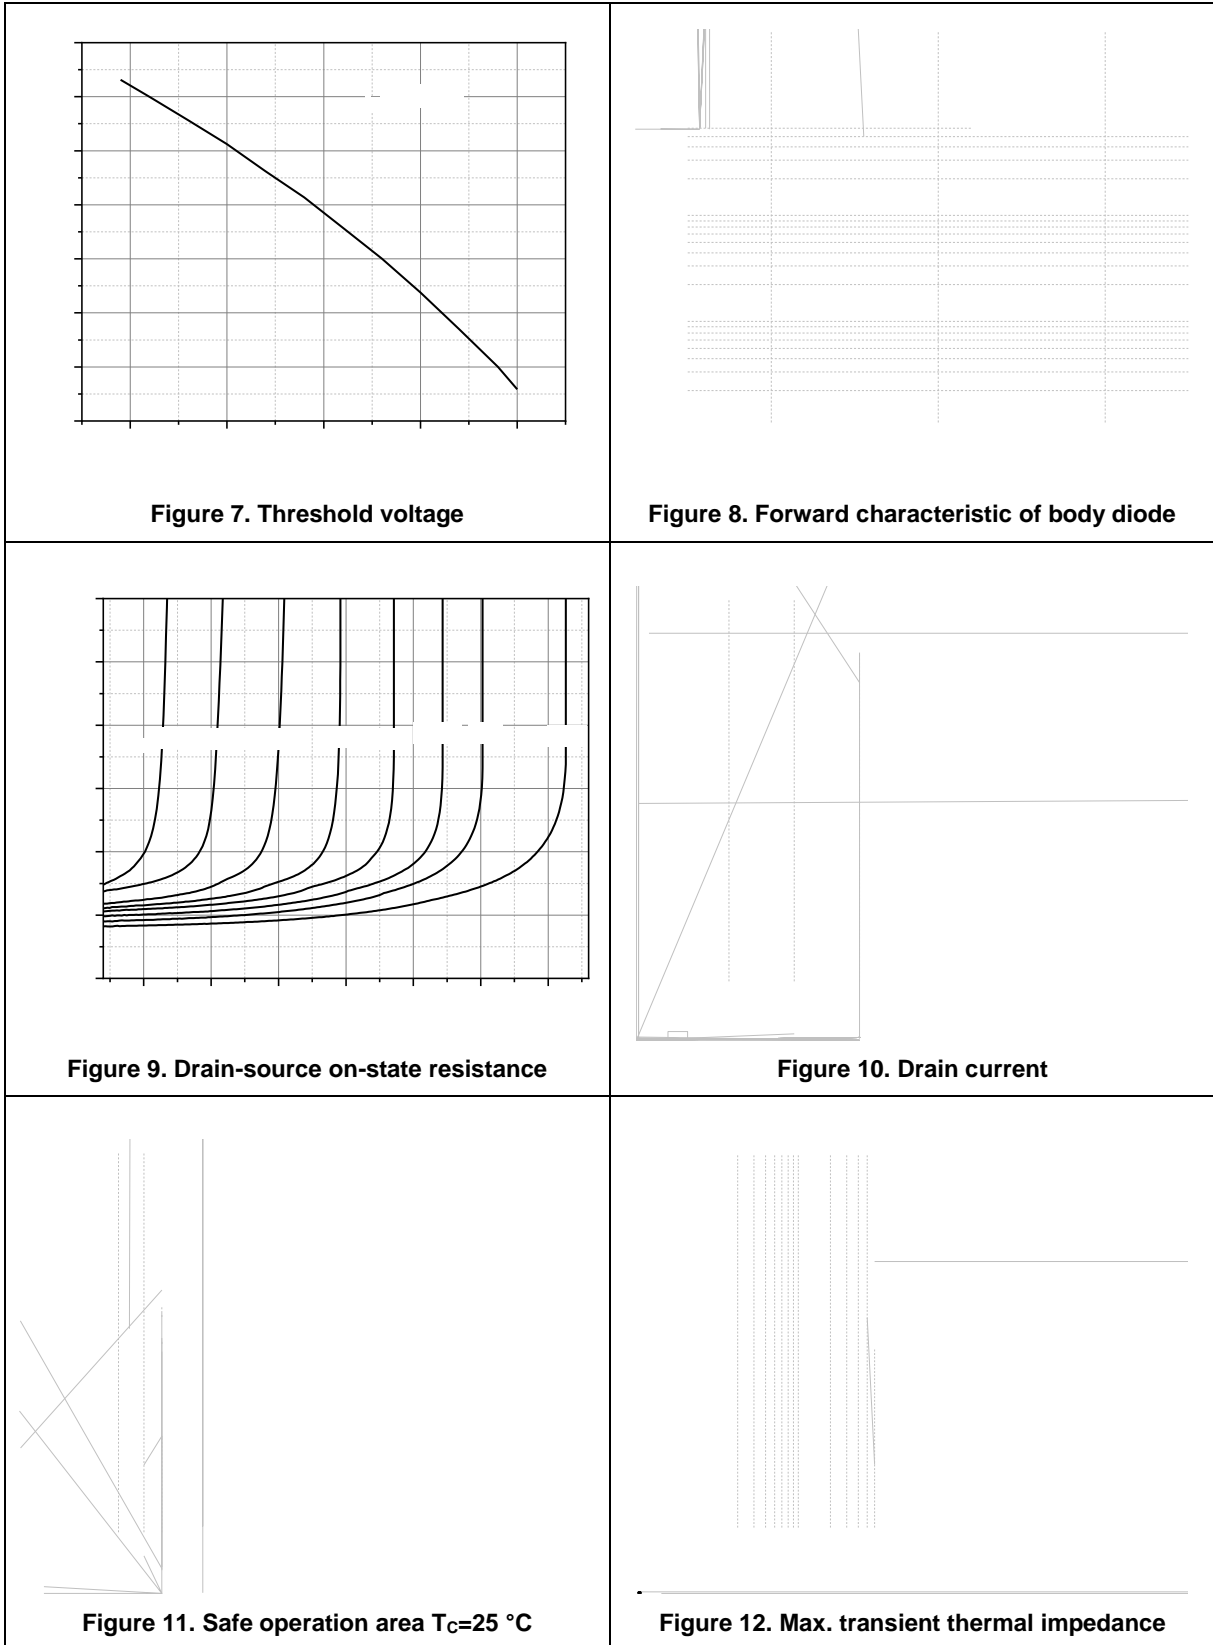 Figure 7. Threshold voltage
Figure 8. Forward characteristic of body diode
Figure 9. Drain-source on-state resistance
Figure 10. Drain current
Figure 11. Safe operation area TC=25 °C
Figure 12. Max. transient thermal impedance